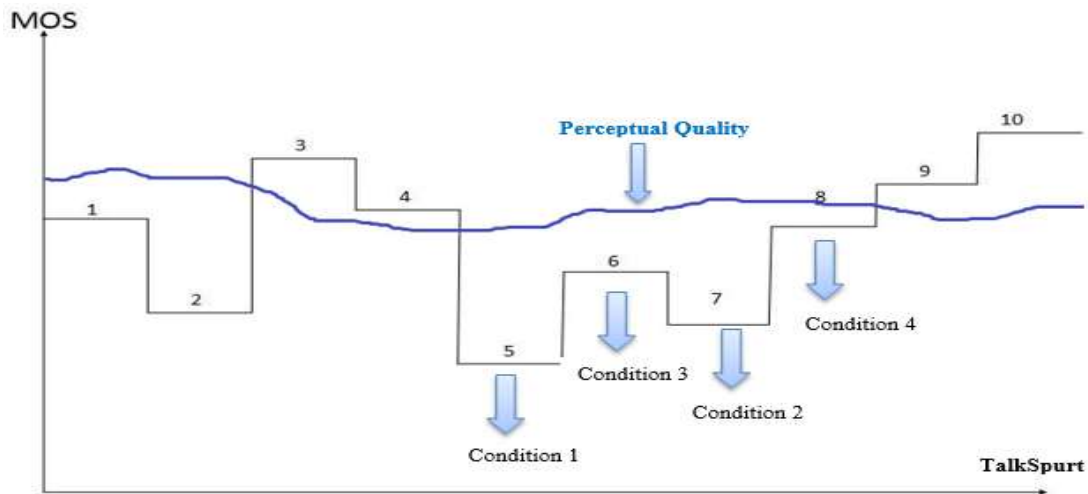 MOS
10
Perceptual Quality
3
9
4
8
1
6
2
7
Condition 4
5
Condition 3
Condition 2
Condition 1
TalkSpurt